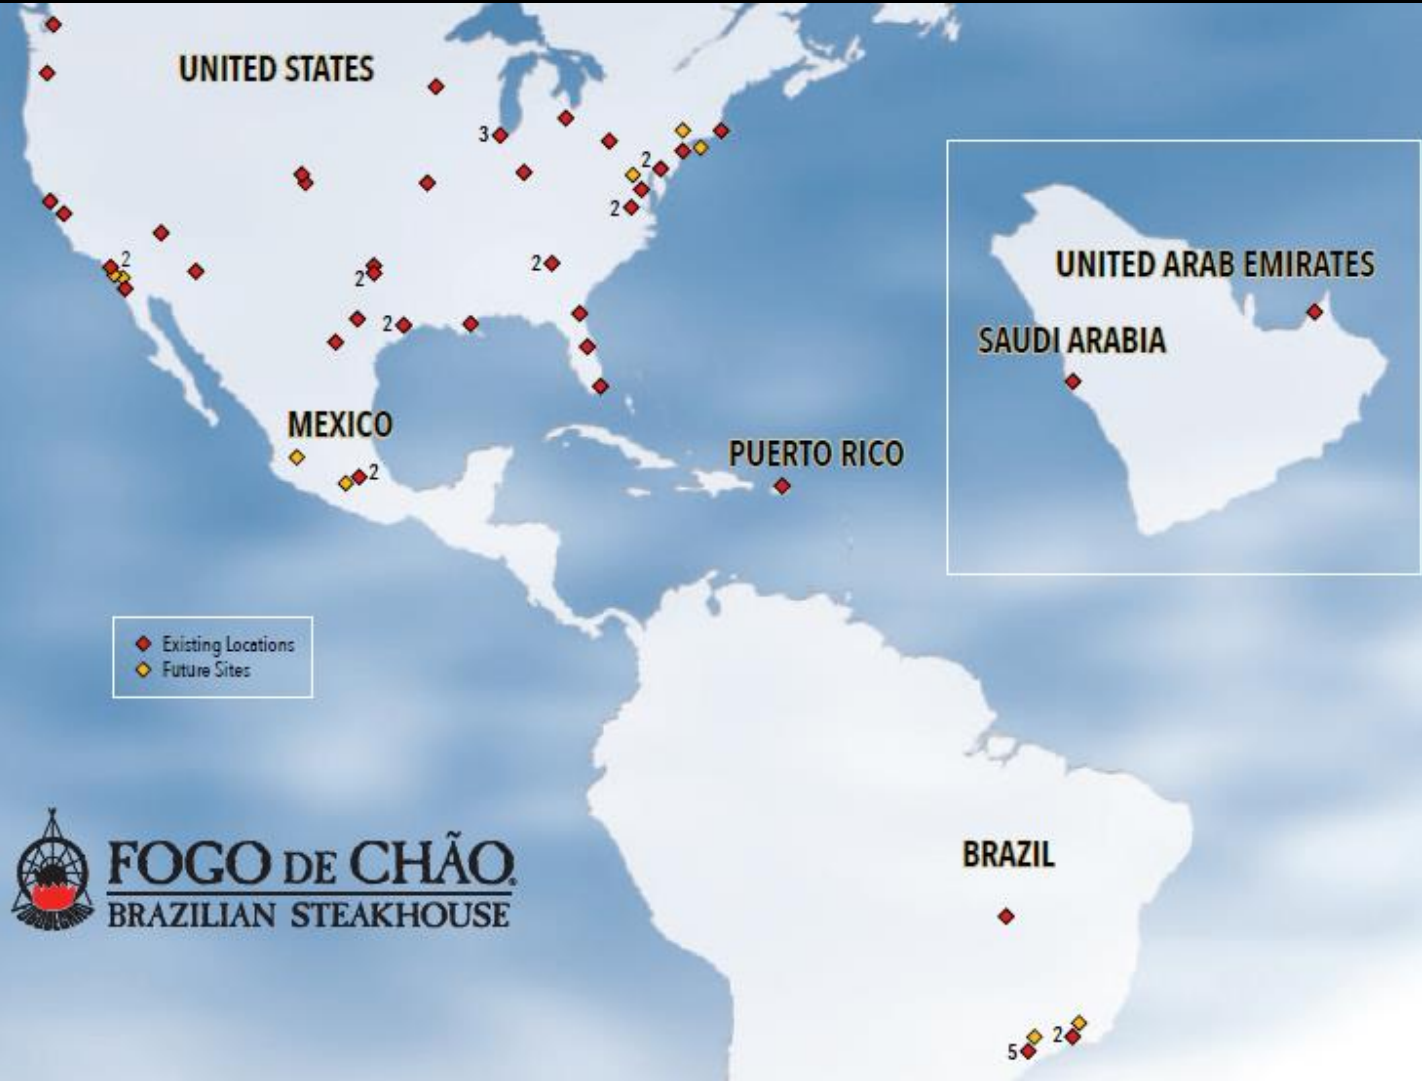 UNITED STATES
3
2
2
2
2
2
2
UNITED ARAB EMIRATES
SAUDI ARABIA
MEXICO
2
PUERTO RICO
Existing Locations
Future Sites
FOGO DE CHÃO
BRAZILIAN STEAKHOUSE
BRAZIL
2
5